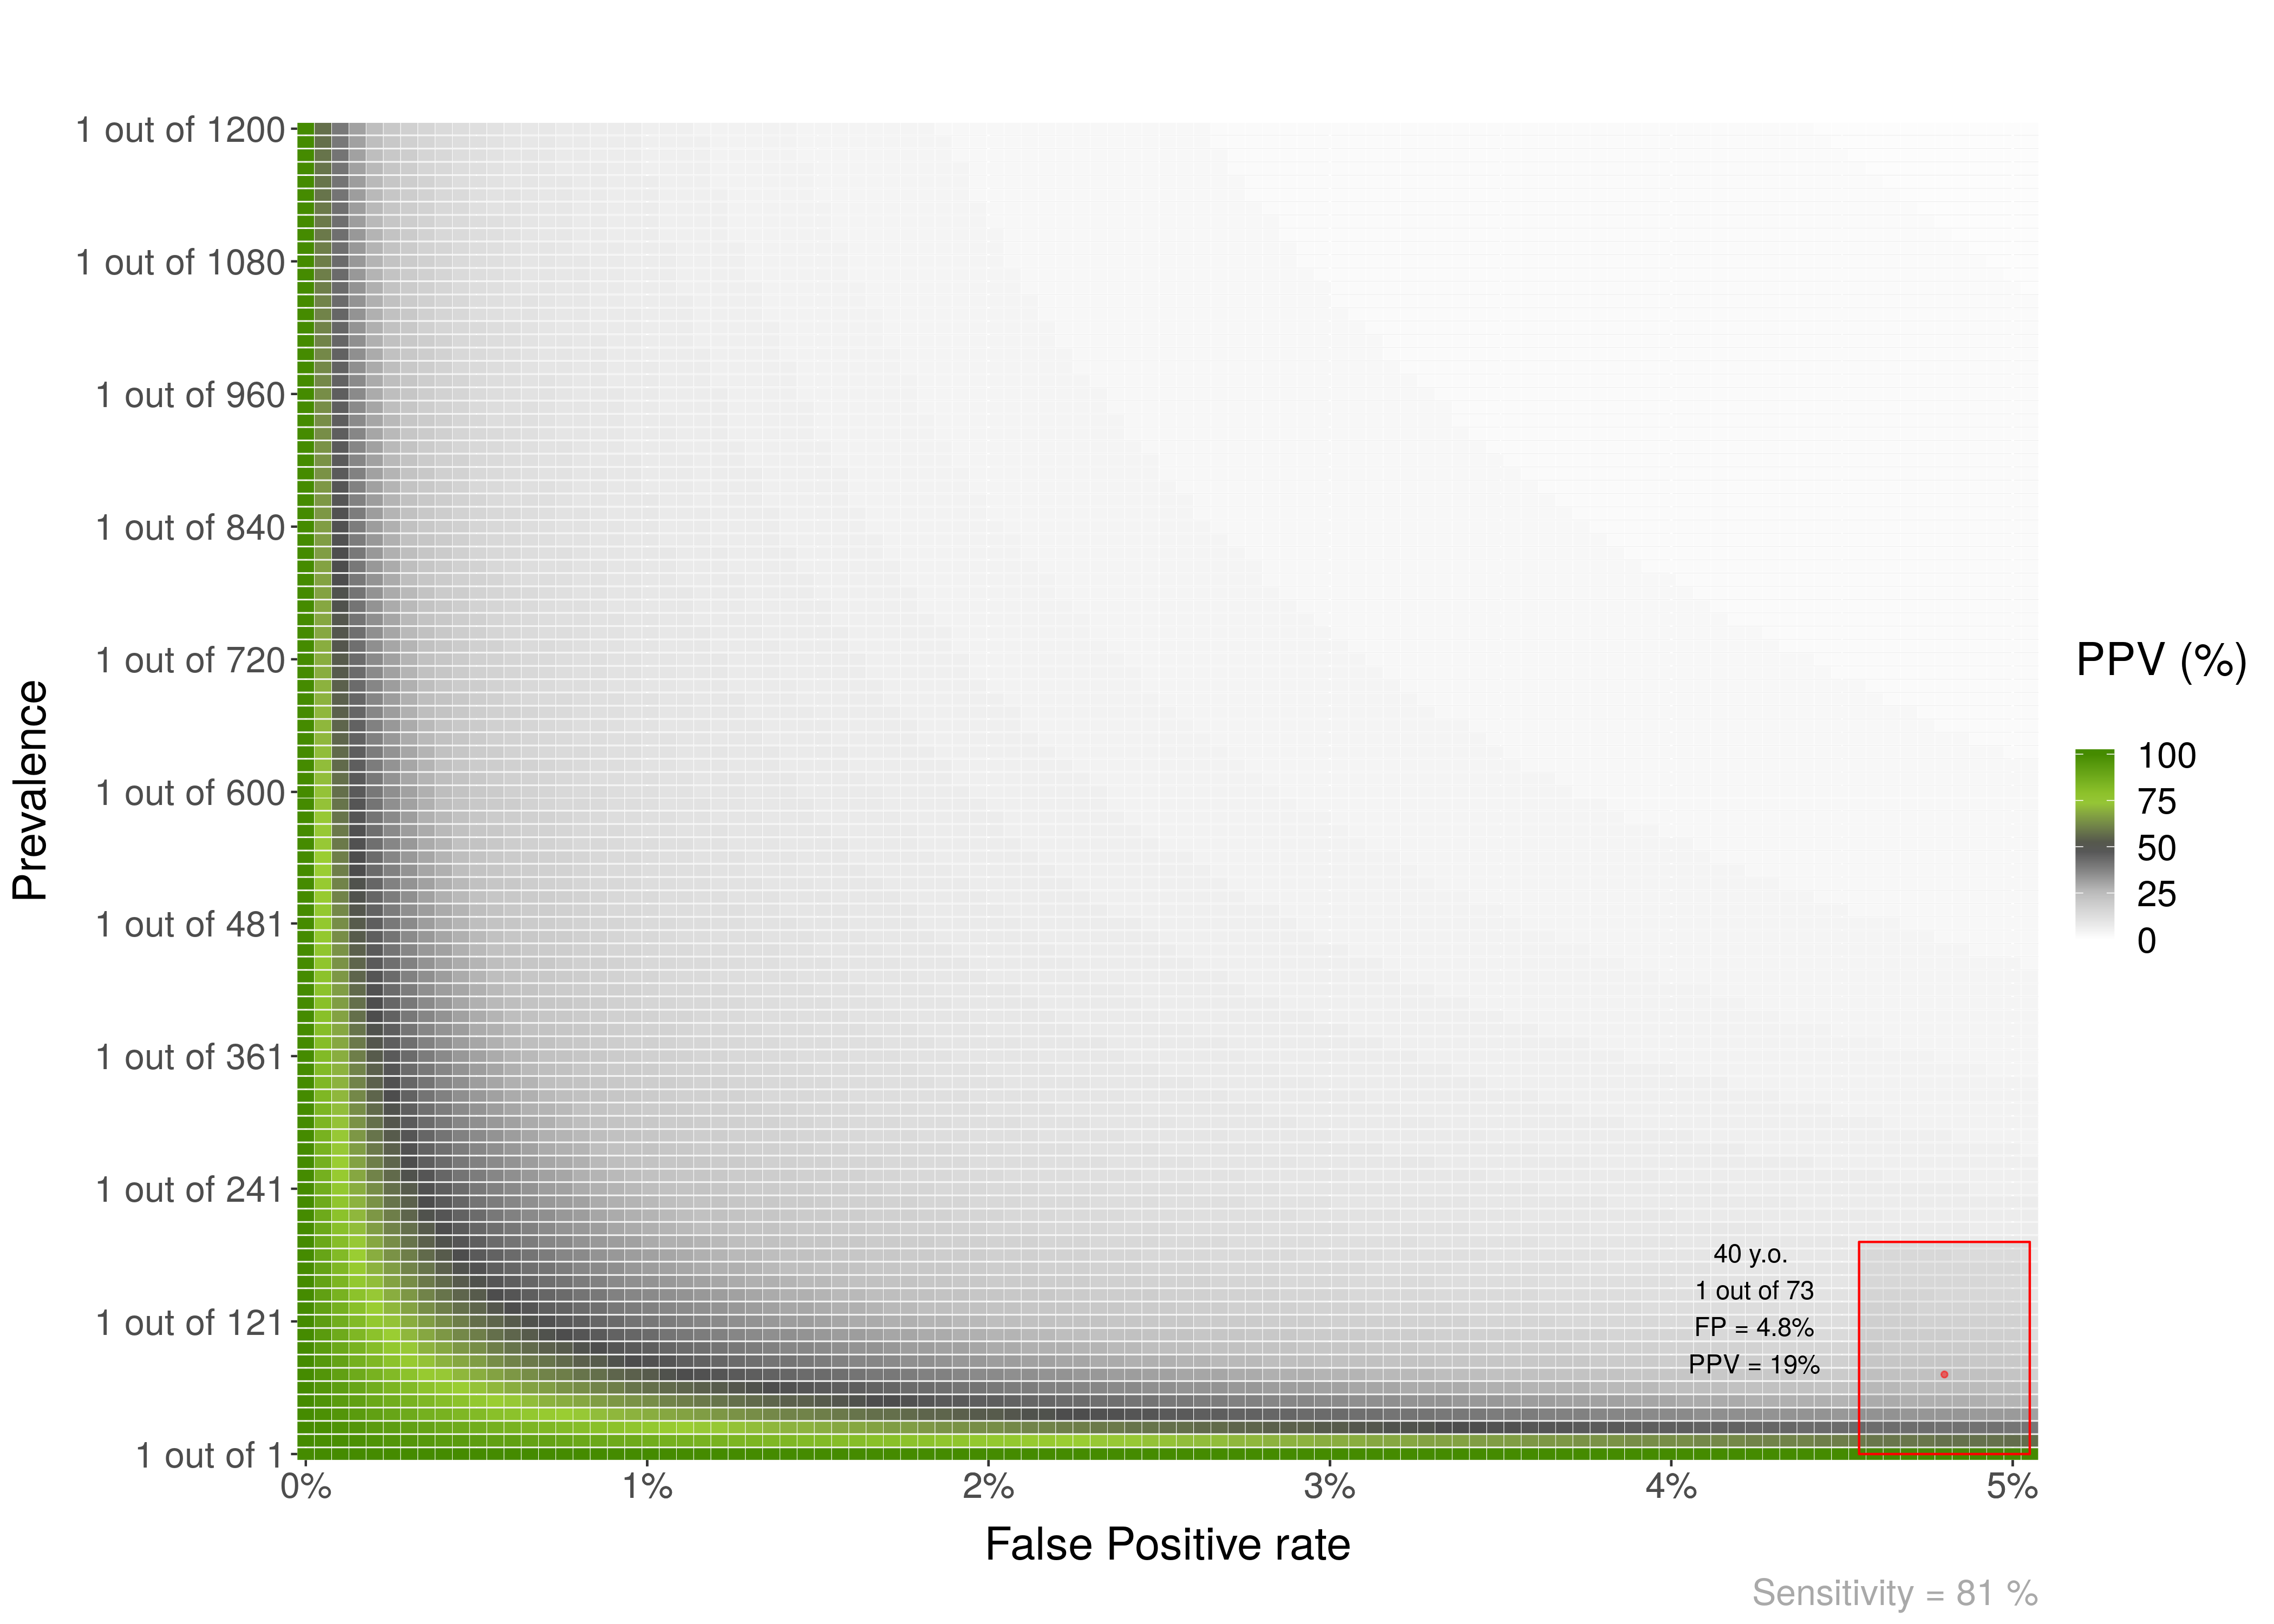 1 out of 1200
1 out of 1080
1 out of 960
1 out of 840
1 out of 720
1 out of 600
1 out of 481
1 out of 361
1 out of 241
1 out of 121
1 out of 1
Prevalence
0% 1% 2% 3% 4% 5%
False Positive rate
40 y.o.
1 out of 73
FP = 4.8%
PPV = 19%
PPV (%)
100
75
50
25
0
Sensitivity = 81 %